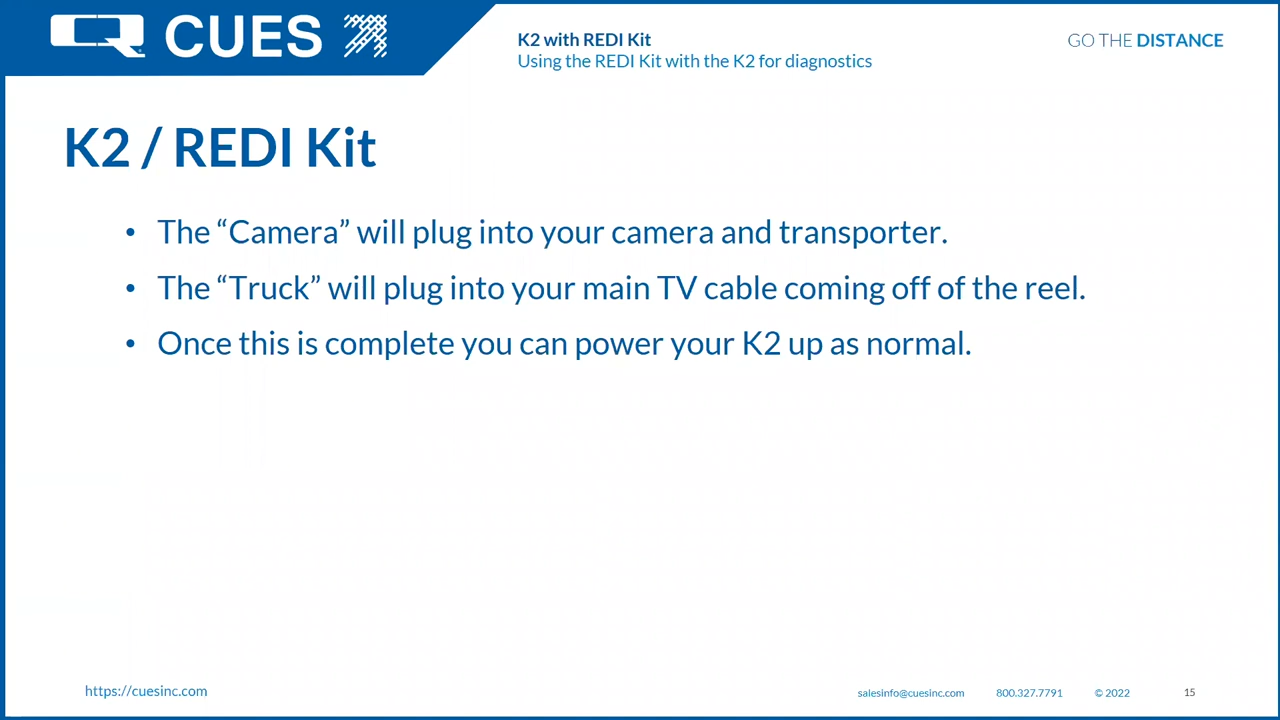 CUES
K2 with REDI Kit
Using the REDI Kit with the K2 for diagnostics
GO THE DISTANCE
K2 / REDI Kit
• The “Camera” will plug into your camera and transporter.
• The “Truck” will plug into your main TV cable coming off of the reel.
• Once this is complete you can power your K2 up as normal.
https://cuesinc.com
salesinfo@cuesinc.com 800.327.7791 © 2022 15